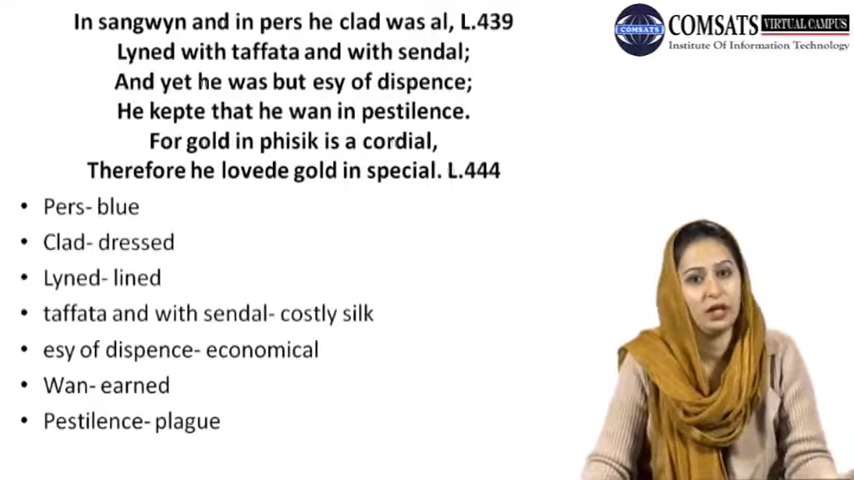 In sangwyn and in pers he clad was al, L.439
Lyned with taffata and with sendal;
And yet he was but esy of dispence;
He kepte that he wan in pestilence.
For gold in phisik is a cordial,
Therefore he lovede gold in special. L.444
• Pers- blue
• Clad- dressed
• Lyned- lined
• taffata and with sendal- costly silk
• esy of dispence- economical
• Wan- earned
• Pestilence- plague
COMSATS
COMSATS VIRTUAL CAMPUS
Institute Of Information Technology